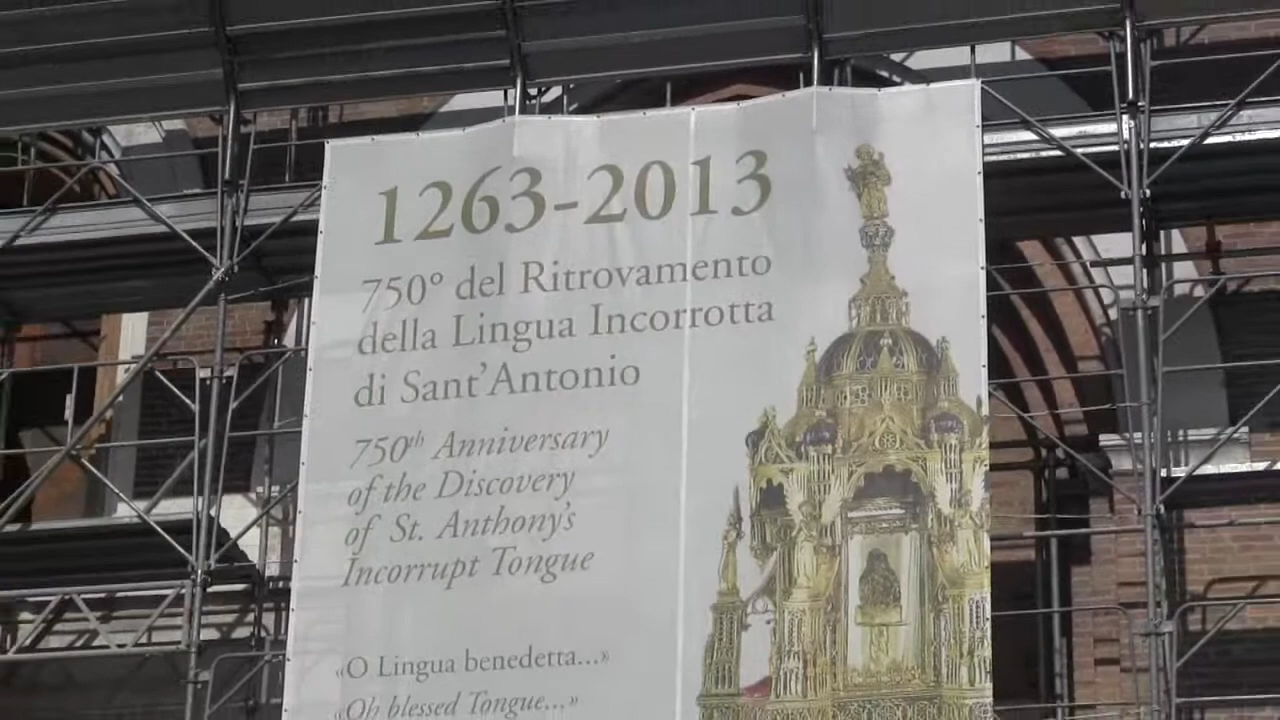 1263-2013
750° del Ritrovamento
della Lingua Incorrotta
di Sant'Antonio
750th Anniversary
of the Discovery
of St. Anthony's
Incorrupt Tongue
«O Lingua benedetta...»
«Oh blessed Tongue...»